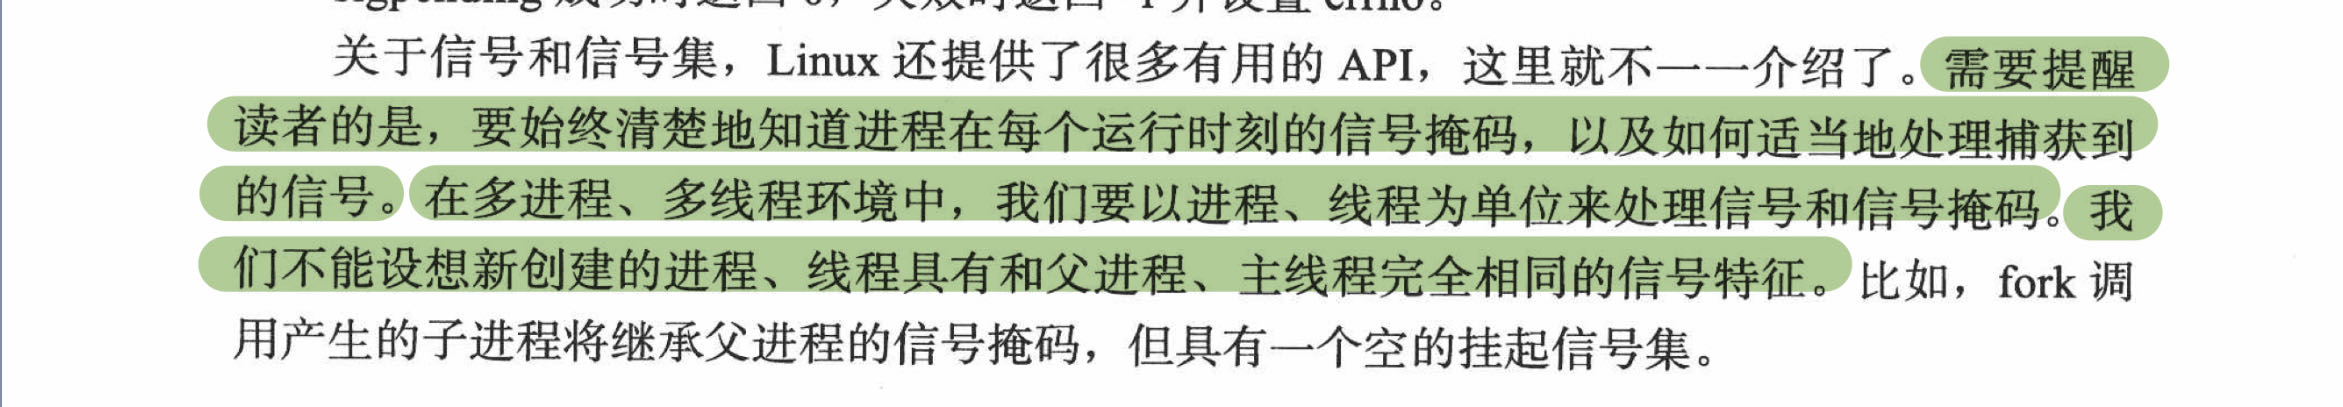 关于信号和信号集，Linux 还提供了很多有用的 API，这里就不一一介绍了。需要提醒
读者的是，要始终清楚地知道进程在每个运行时刻的信号掩码，以及如何适当地处理捕获到
的信号。在多进程、多线程环境中，我们要以进程、线程为单位来处理信号和信号掩码。我
们不能设想新创建的进程、线程具有和父进程、主线程完全相同的信号特征。比如，fork 调
用产生的子进程将继承父进程的信号掩码，但具有一个空的挂起信号集。